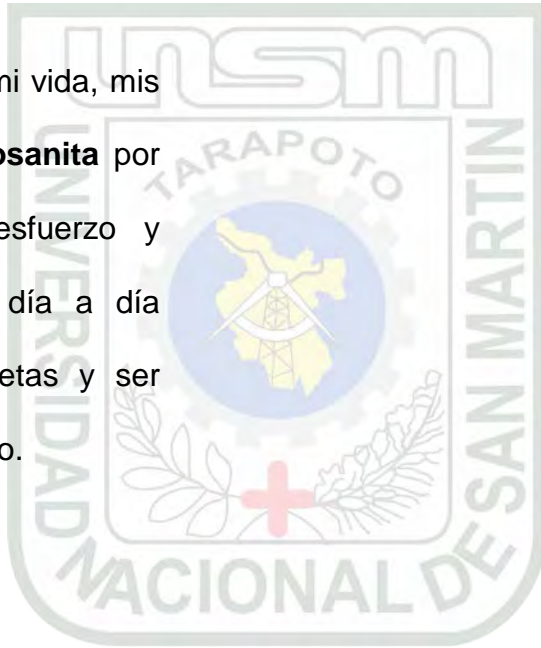 unsm
mi vida, mis
osanita por
esfuerzo y
día a día
etas y ser
o.
TARAPOTO
UNIVERSIDAD
NACIONAL DE
SAN MARTIN